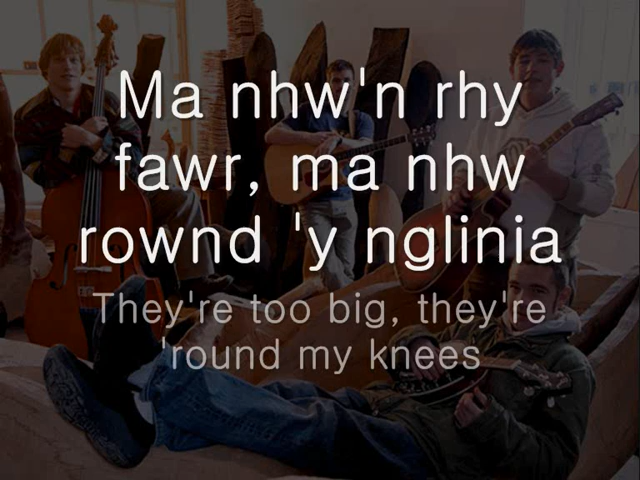 Ma nhw'n rhy
fawr, ma nhw
rownd 'y nglinia
They're too big, they're
'round my knees